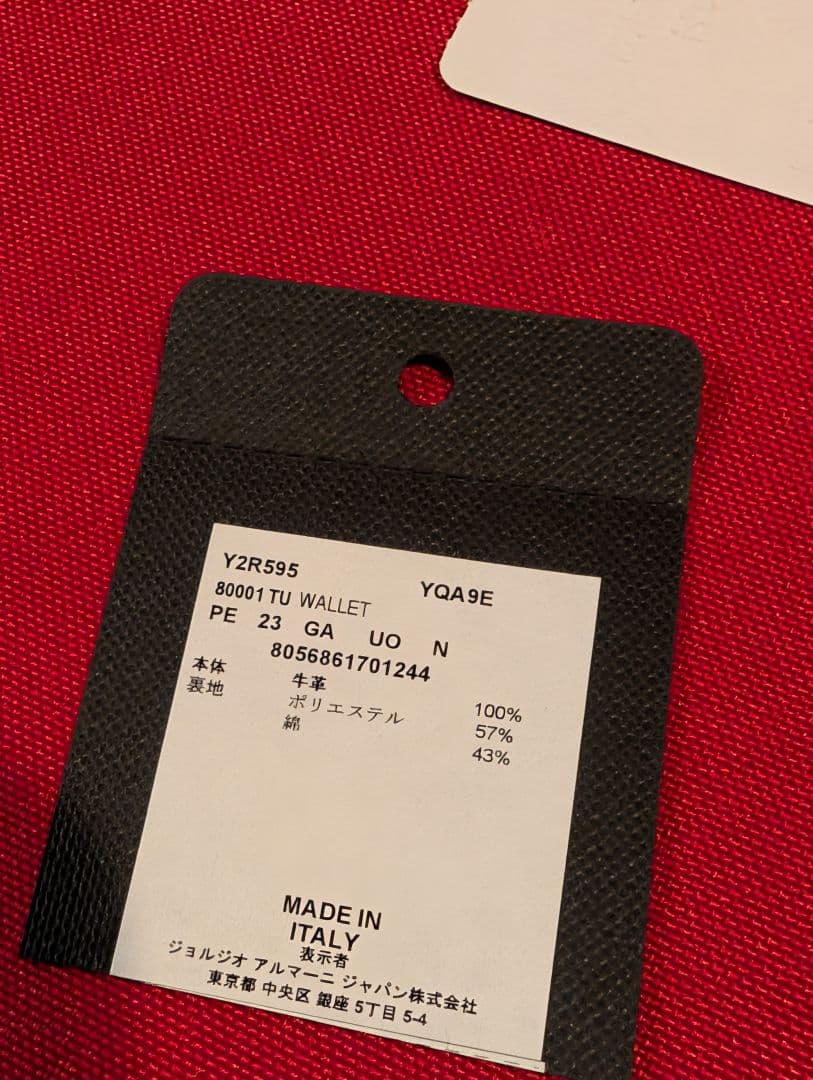 Y2R595 YQA9E
80001 TU WALLET
PE 23 GA UO N
8056861701244
本体 牛革 100%
裏地 ポリエステル 57%
綿 43%
MADE IN
ITALY
表示者
ジョルジオ アルマーニ ジャパン株式会社
東京都 中央区 銀座 5丁目 5-4